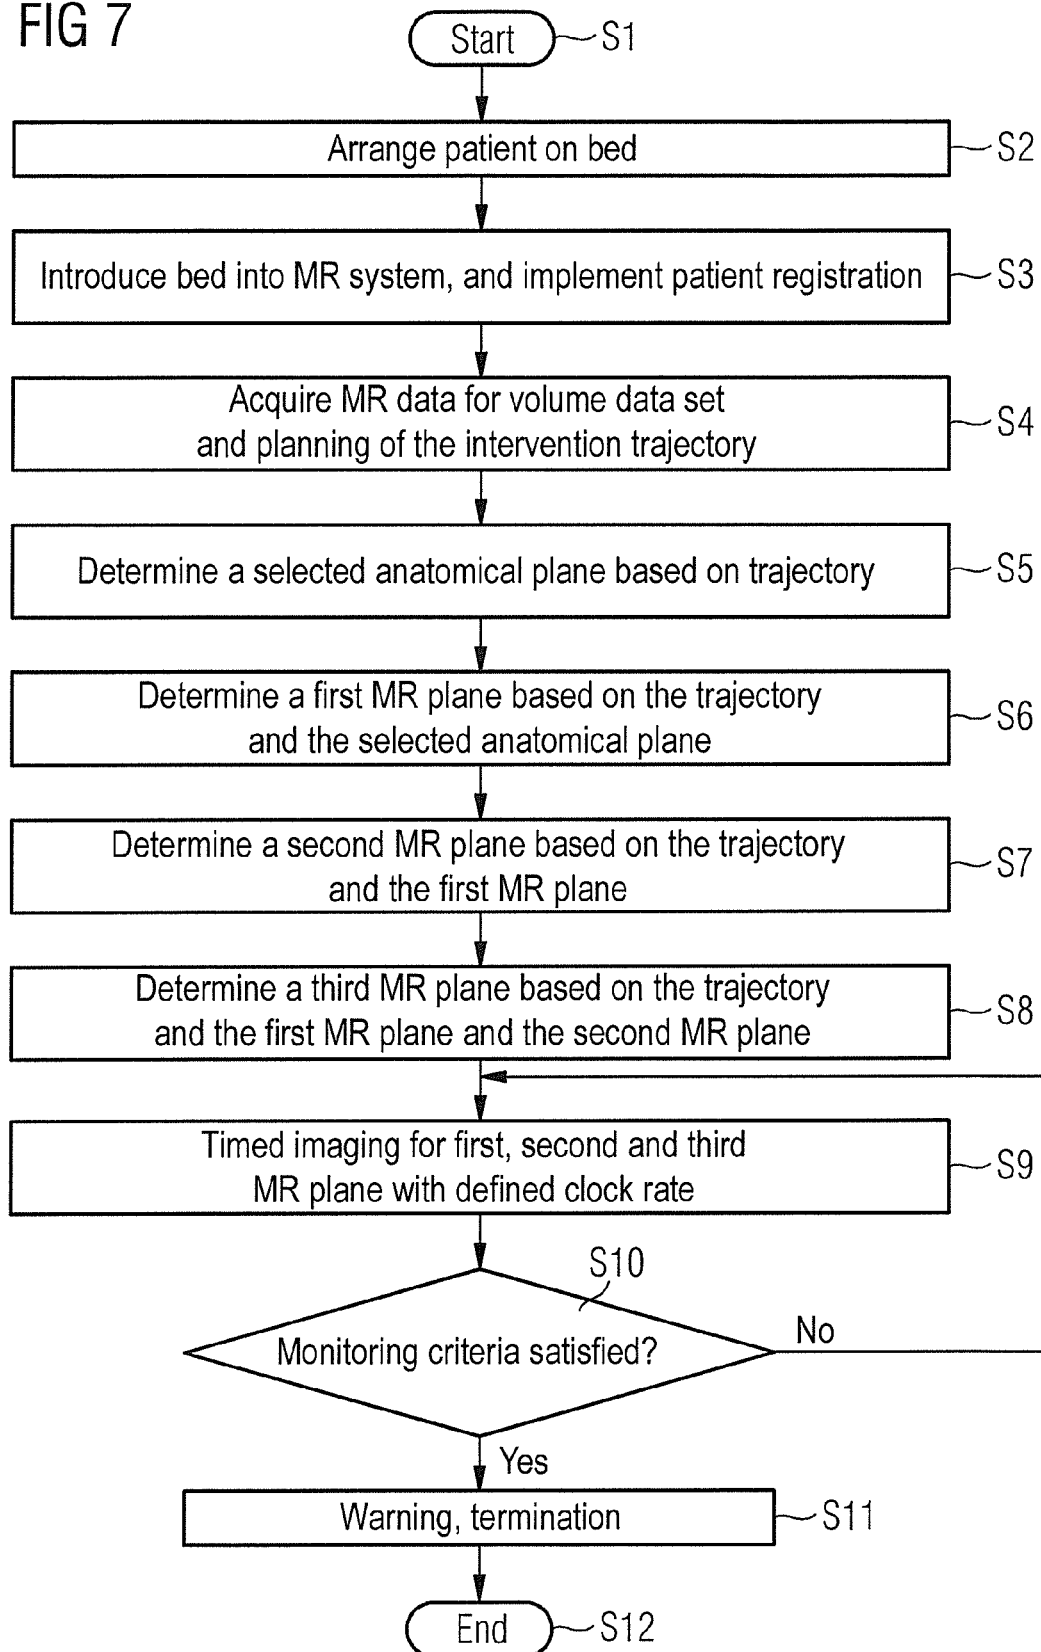 FIG 7
Start
S1
Arrange patient on bed
S2
Introduce bed into MR system, and implement patient registration
S3
Acquire MR data for volume data set
and planning of the intervention trajectory
S4
Determine a selected anatomical plane based on trajectory
S5
Determine a first MR plane based on the trajectory
and the selected anatomical plane
S6
Determine a second MR plane based on the trajectory
and the first MR plane
S7
Determine a third MR plane based on the trajectory
and the first MR plane and the second MR plane
S8
Timed imaging for first, second and third
MR plane with defined clock rate
S9
S10
Monitoring criteria satisfied?
No
Yes
Warning, termination
S11
End
S12